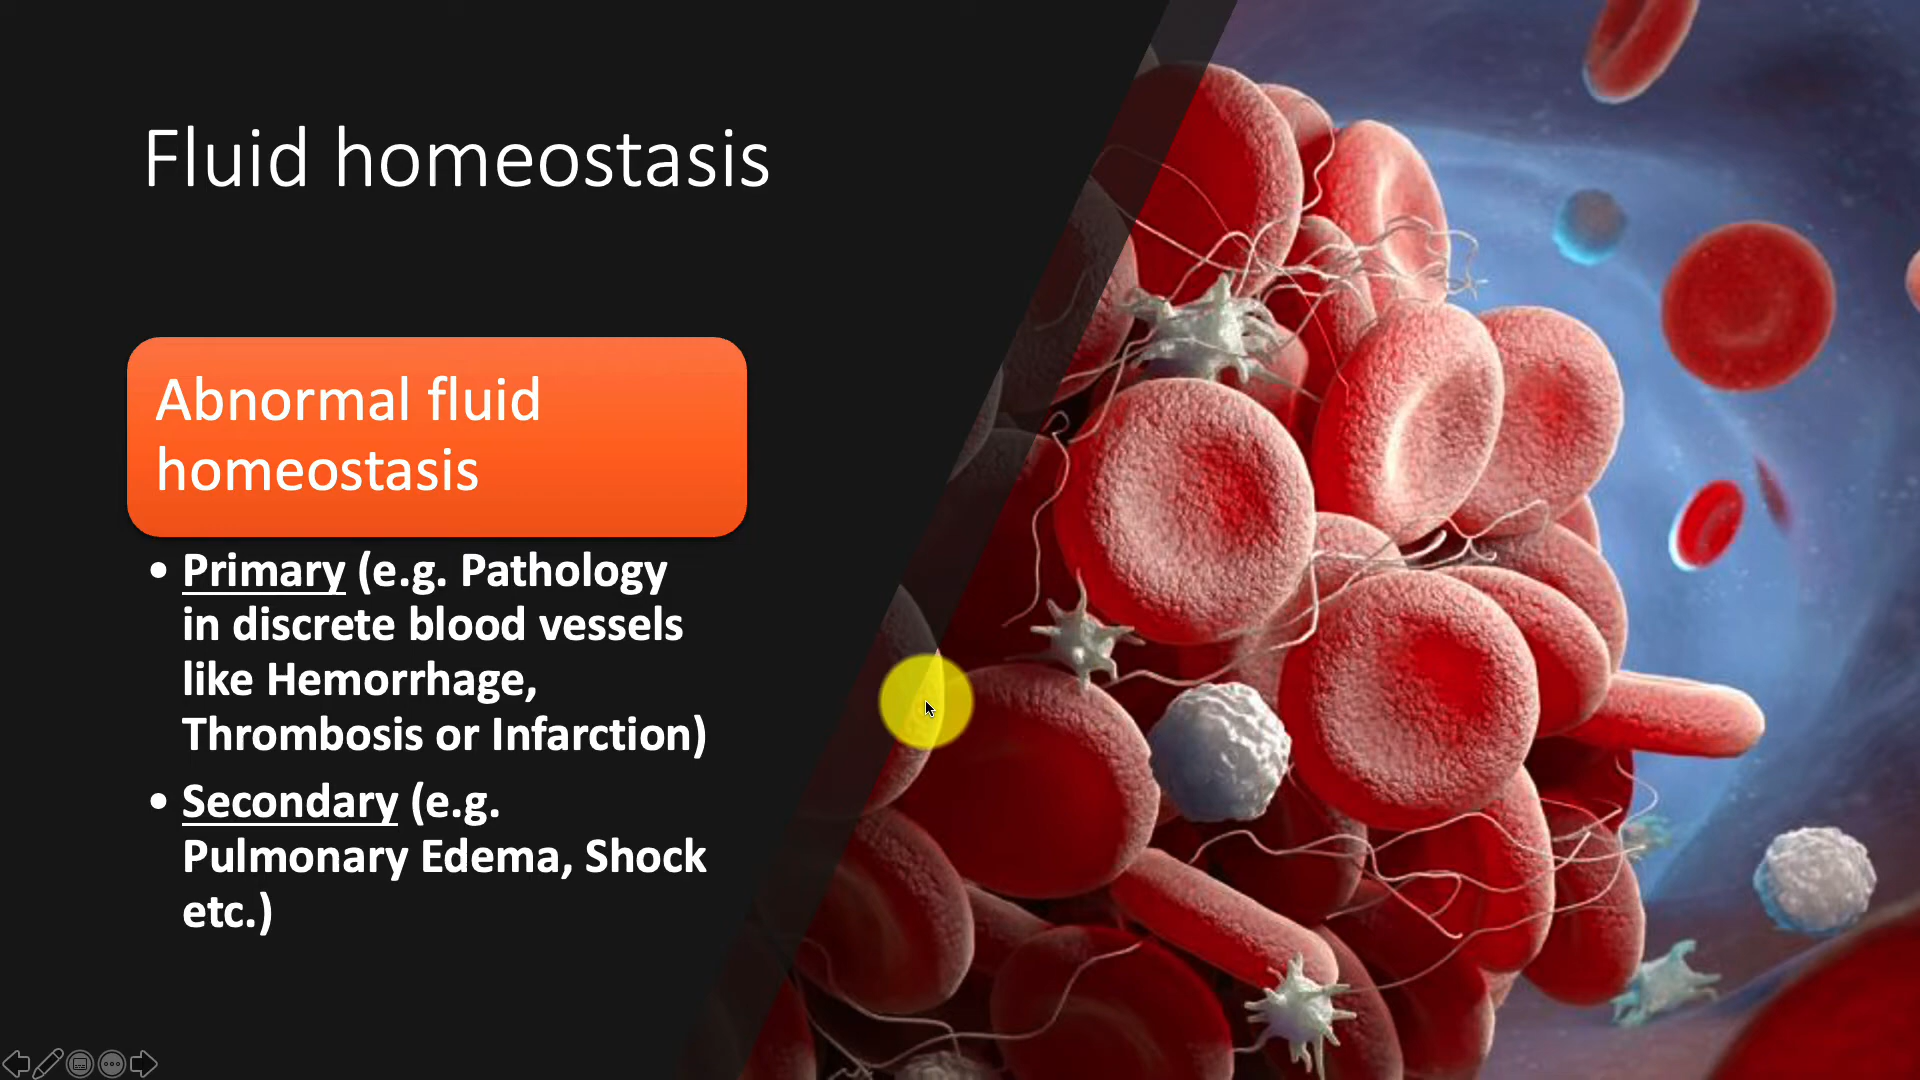 Fluid homeostasis
Abnormal fluid
homeostasis
• Primary (e.g. Pathology
in discrete blood vessels
like Hemorrhage,
Thrombosis or Infarction)
• Secondary (e.g.
Pulmonary Edema, Shock
etc.)